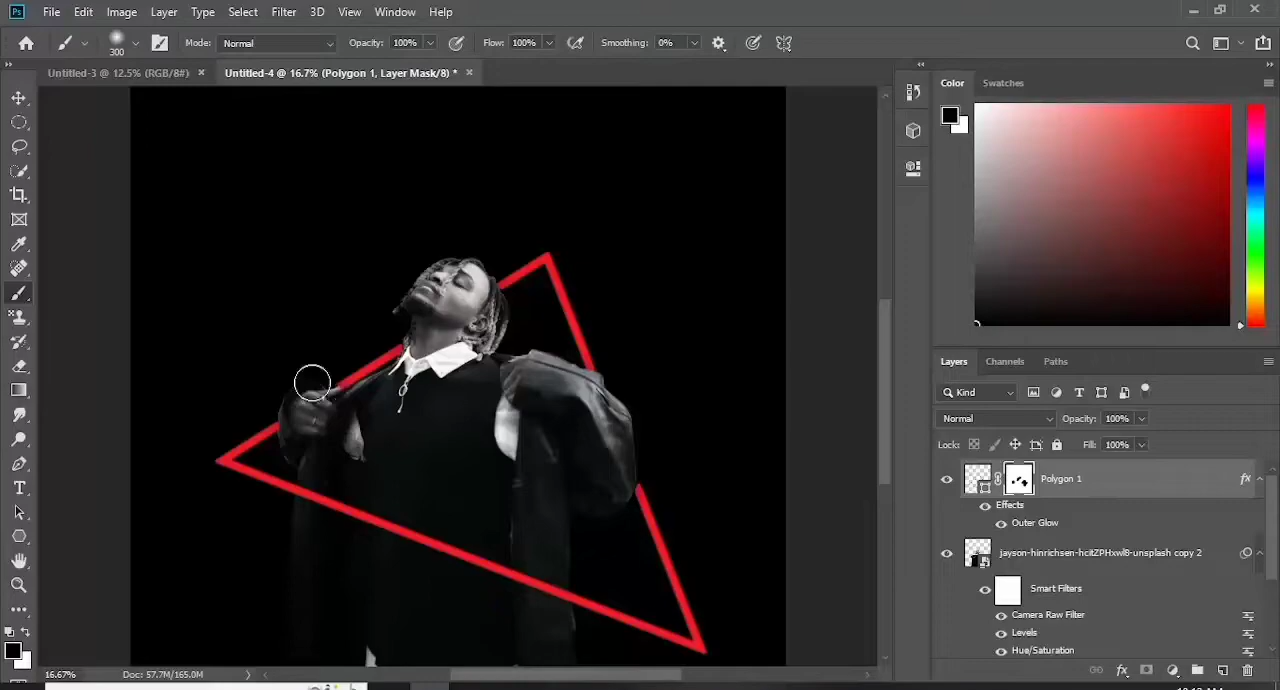 Ps File Edit Image Layer Type Select Filter 3D View Window Help
300 Mode: Normal Opacity: 100% Flow: 100% Smoothing: 0%
Untitled-3 @ 12.5% (RGB/8#) × Untitled-4 @ 16.7% (Polygon 1, Layer Mask/8) * ×
Color Swatches
Layers Channels Paths
Kind
Normal Opacity: 100%
Lock: Fill: 100%
Polygon 1 fx
Effects
Outer Glow
jayson-hinrichsen-hcitZPHxwl8-unsplash copy 2
Smart Filters
Camera Raw Filter
Levels
Hue/Saturation
16.67% Doc: 57.7M/165.0M